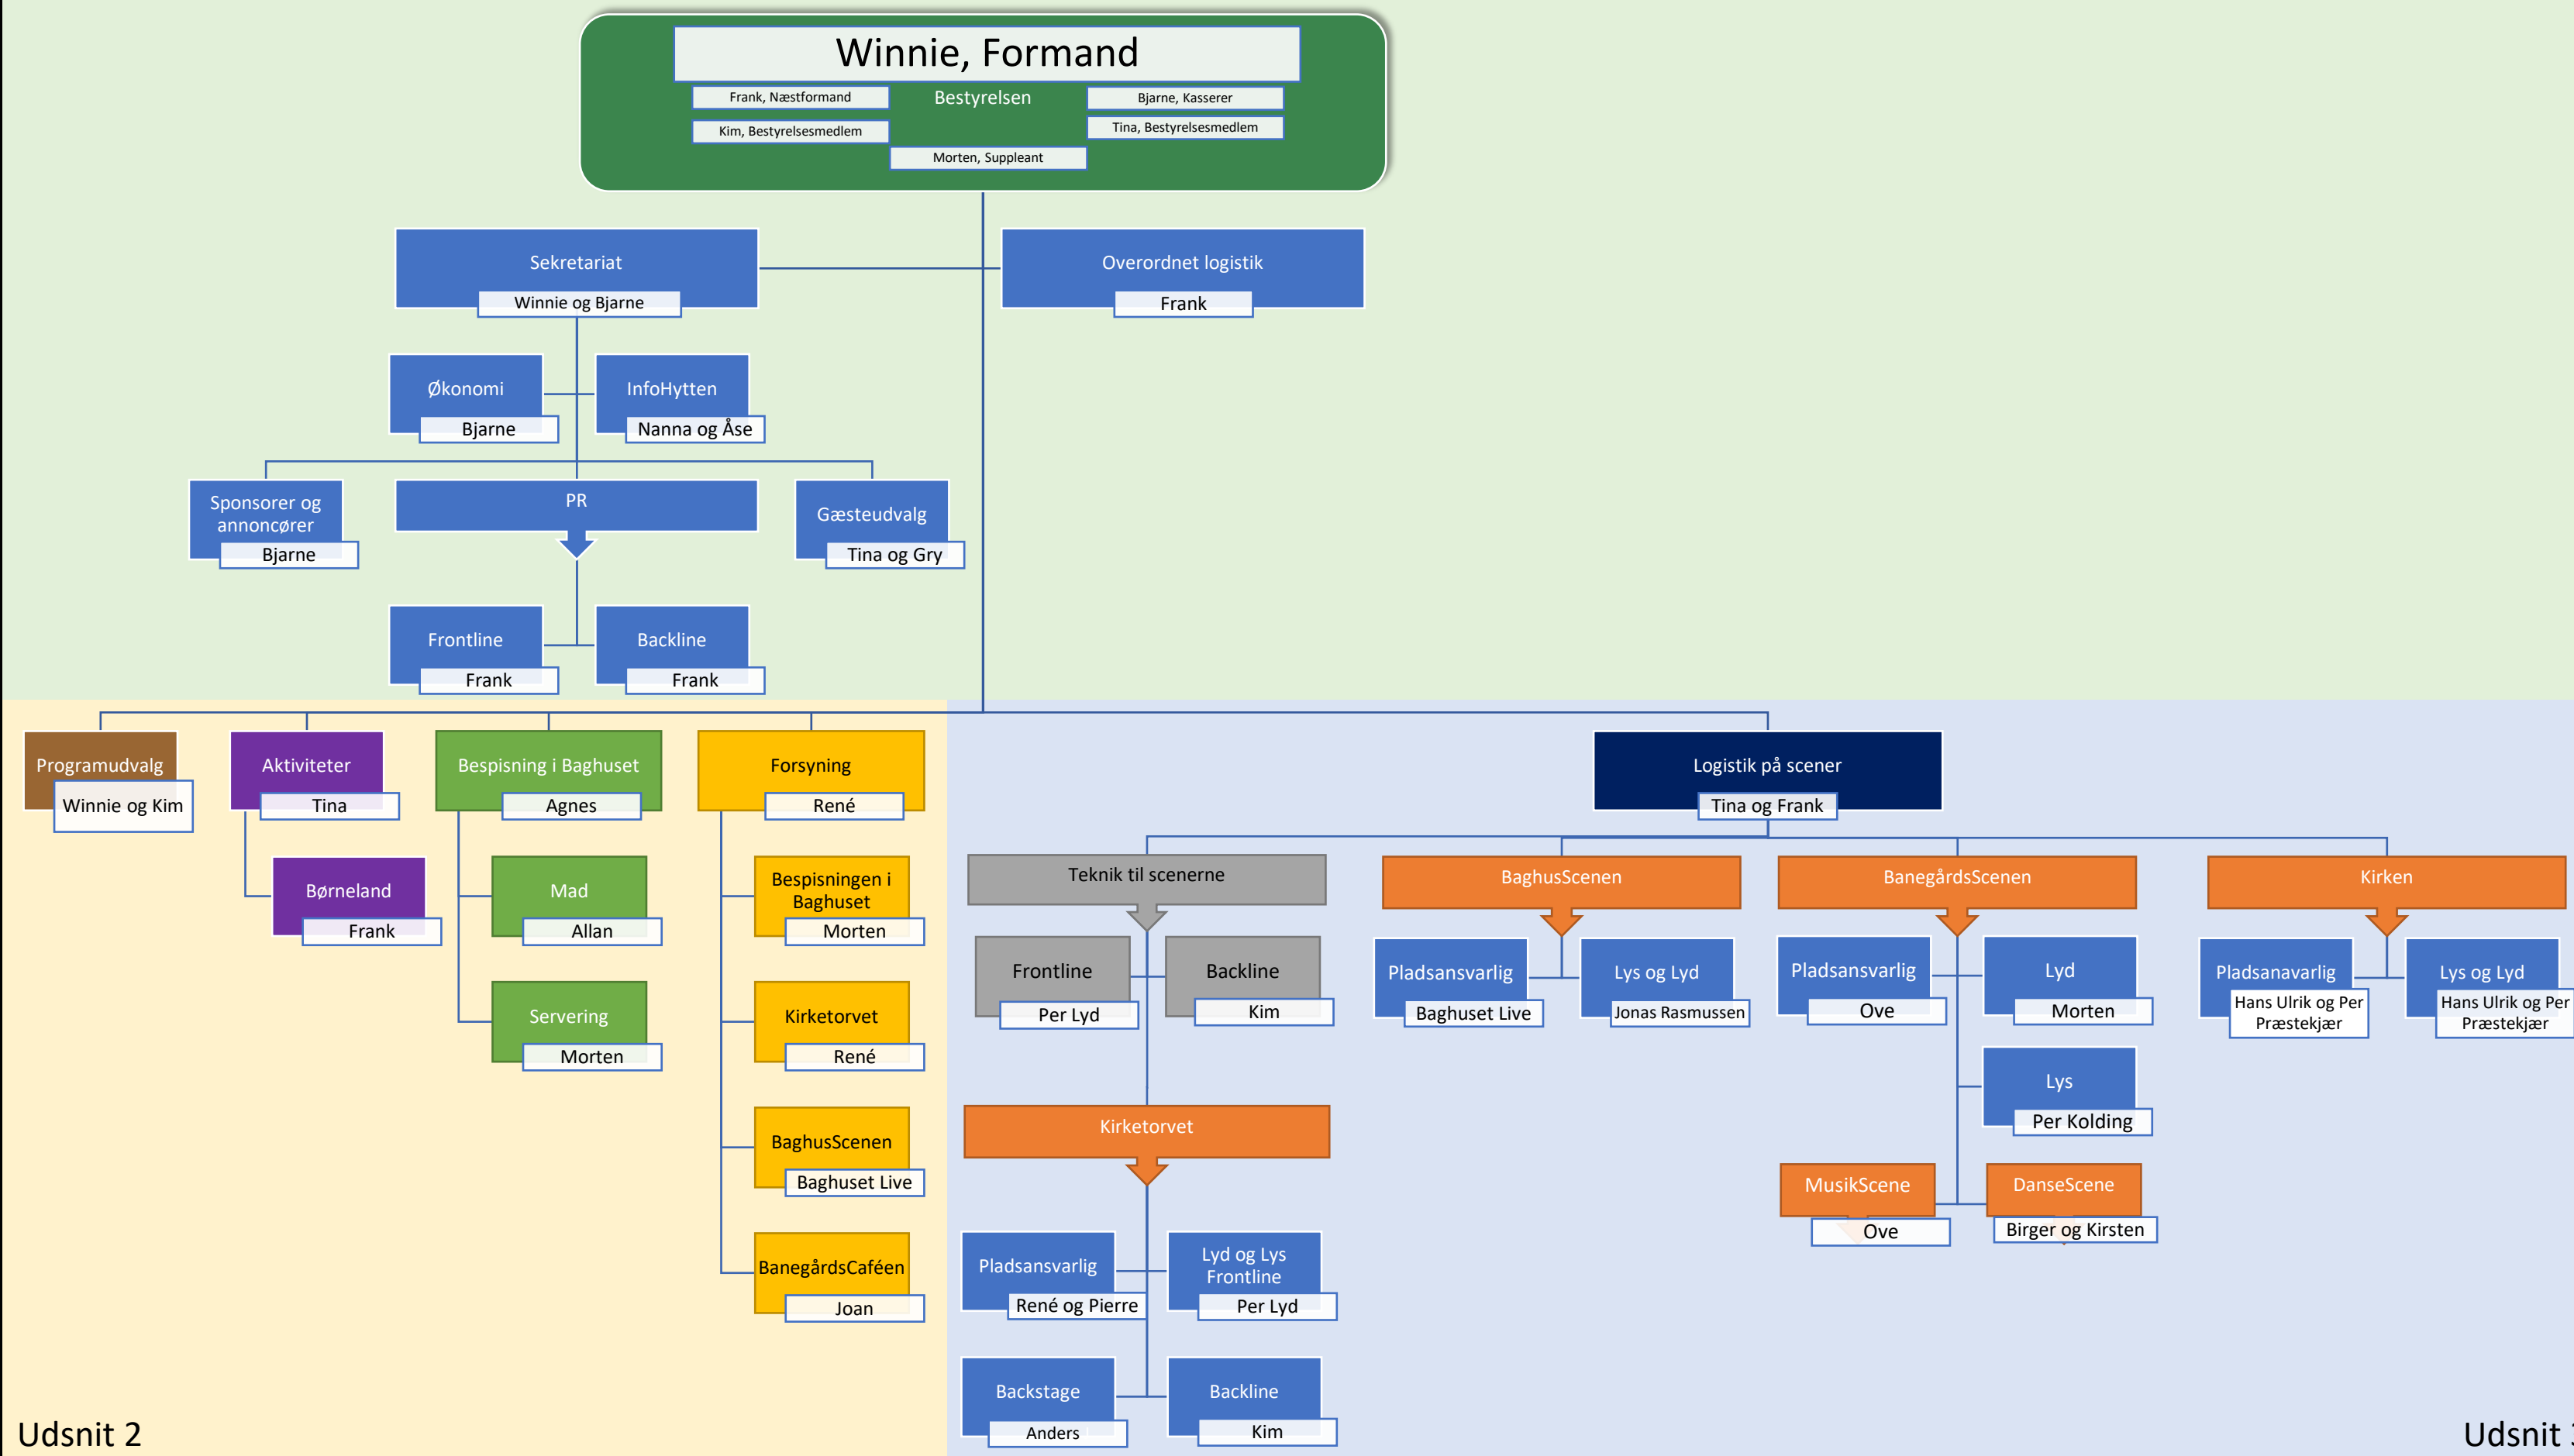 Winnie, Formand
Frank, Næstformand
Bestyrelsen
Bjarne, Kasserer
Kim, Bestyrelsesmedlem
Tina, Bestyrelsesmedlem
Morten, Suppleant
Sekretariat
Winnie og Bjarne
Overordnet logistik
Frank
Økonomi
Bjarne
InfoHytten
Nanna og Åse
Sponsorer og
annoncører
Bjarne
PR
Gæsteudvalg
Tina og Gry
Frontline
Frank
Backline
Frank
Programudvalg
Winnie og Kim
Aktiviteter
Tina
Børneland
Frank
Bespisning i Baghuset
Agnes
Mad
Allan
Servering
Morten
Forsyning
René
Bespisningen i
Baghuset
Morten
Kirketorvet
René
BaghusScenen
Baghuset Live
BanegårdsCaféen
Joan
Logistik på scener
Tina og Frank
Teknik til scenerne
Frontline
Per Lyd
Backline
Kim
Kirketorvet
Pladsansvarlig
René og Pierre
Lyd og Lys
Frontline
Per Lyd
Backstage
Anders
Backline
Kim
BaghusScenen
Pladsansvarlig
Baghuset Live
Lys og Lyd
Jonas Rasmussen
BanegårdsScenen
Pladsansvarlig
Ove
Lyd
Morten
Lys
Per Kolding
MusikScene
Ove
DanseScene
Birger og Kirsten
Kirken
Pladsanavarlig
Hans Ulrik og Per
Præstekjær
Lys og Lyd
Hans Ulrik og Per
Præstekjær
Udsnit 2
Udsnit